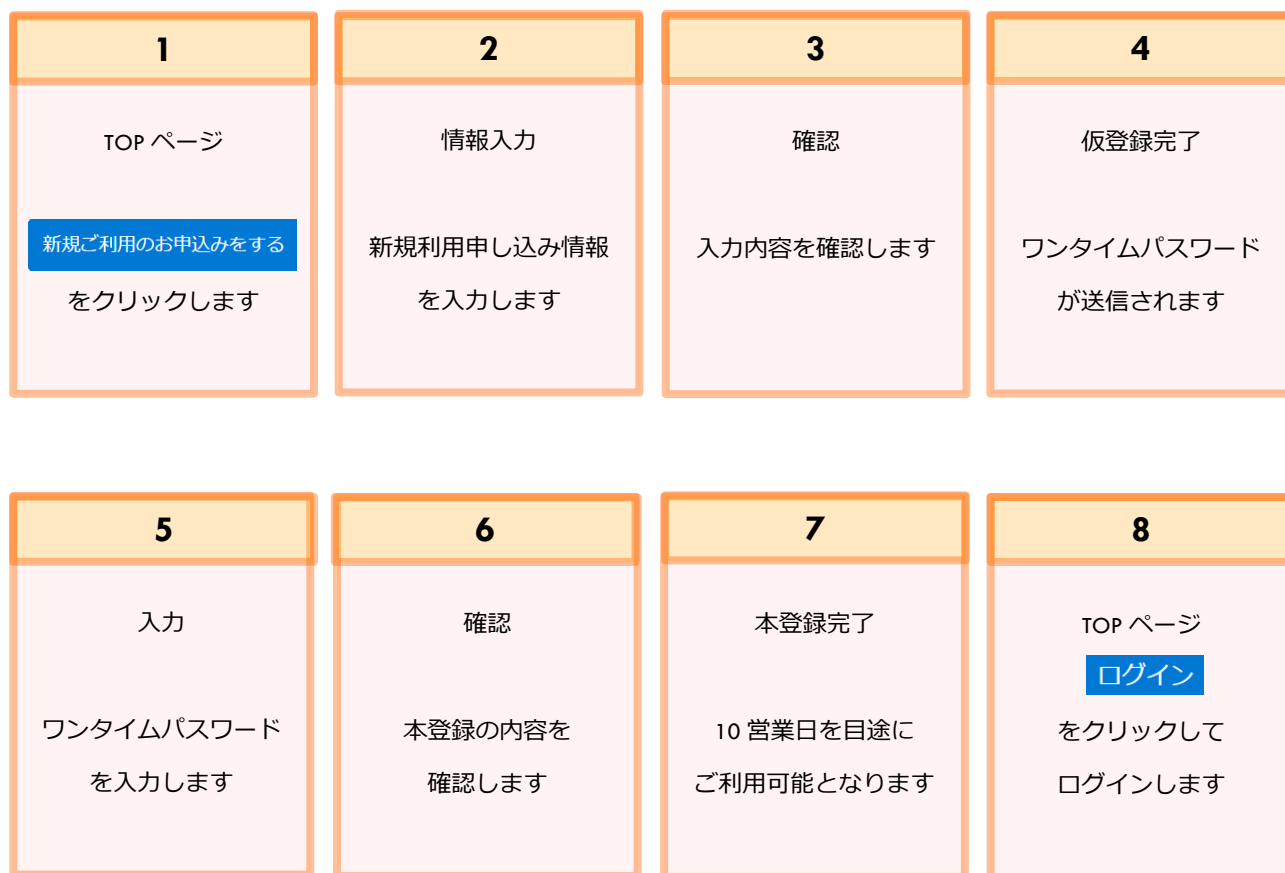 1
TOP ページ
新規ご利用のお申込みをする
をクリックします
2
情報入力
新規利用申し込み情報
を入力します
3
確認
入力内容を確認します
4
仮登録完了
ワンタイムパスワード
が送信されます
5
入力
ワンタイムパスワード
を入力します
6
確認
本登録の内容を
確認します
7
本登録完了
10 営業日を目途に
ご利用可能となります
8
TOP ページ
ログイン
をクリックして
ログインします